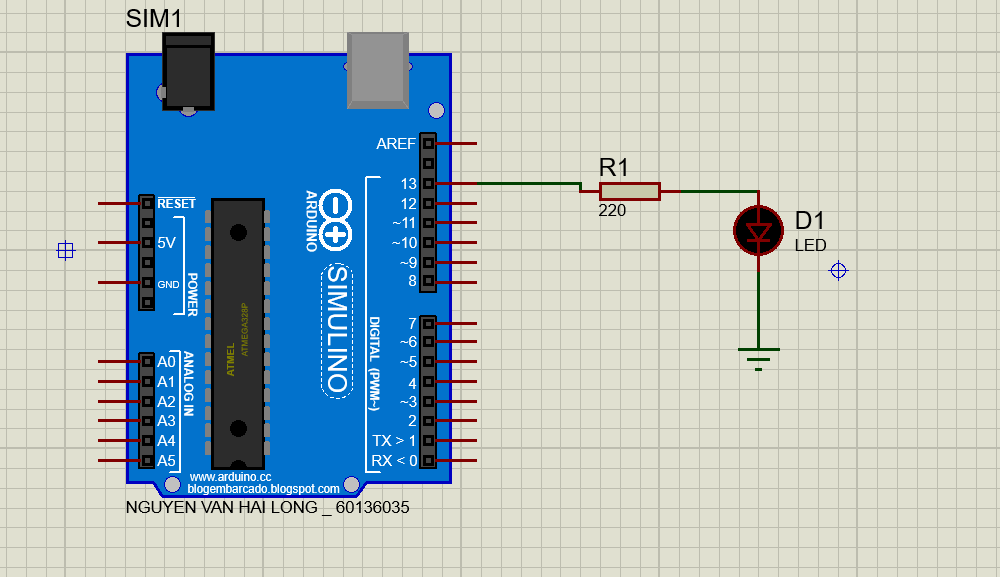 SIM1
AREF
13
12
~11
~10
~9
8
7
~6
~5
4
~3
2
TX > 1
RX < 0
DIGITAL (PWM~)
ARDUINO
SIMULINO
RESET
5V
GND
POWER
A0
A1
A2
A3
A4
A5
ANALOG IN
ATMEL
ATMEGA328P
www.arduino.cc
blogembarcado.blogspot.com
NGUYEN VAN HAI LONG _ 60136035
R1
220
D1
LED